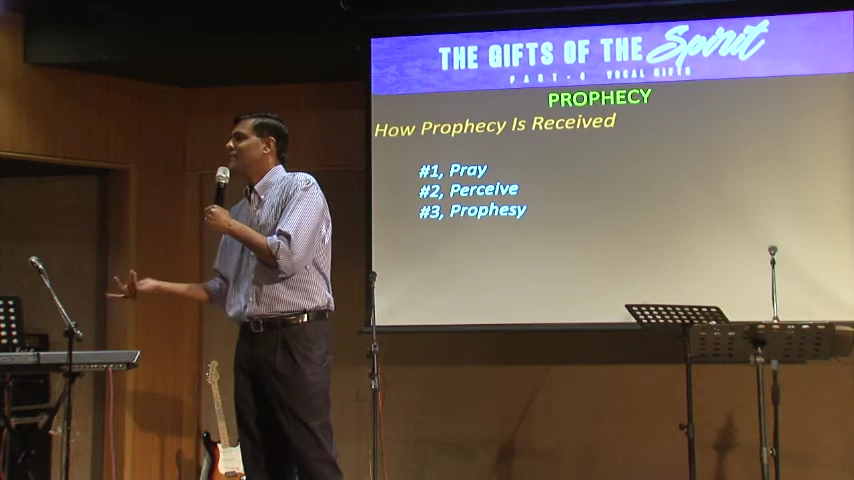 THE GIFTS OF THE Spirit
PART - 4 VOCAL GIFTS
PROPHECY
How Prophecy Is Received
#1, Pray
#2, Perceive
#3, Prophesy